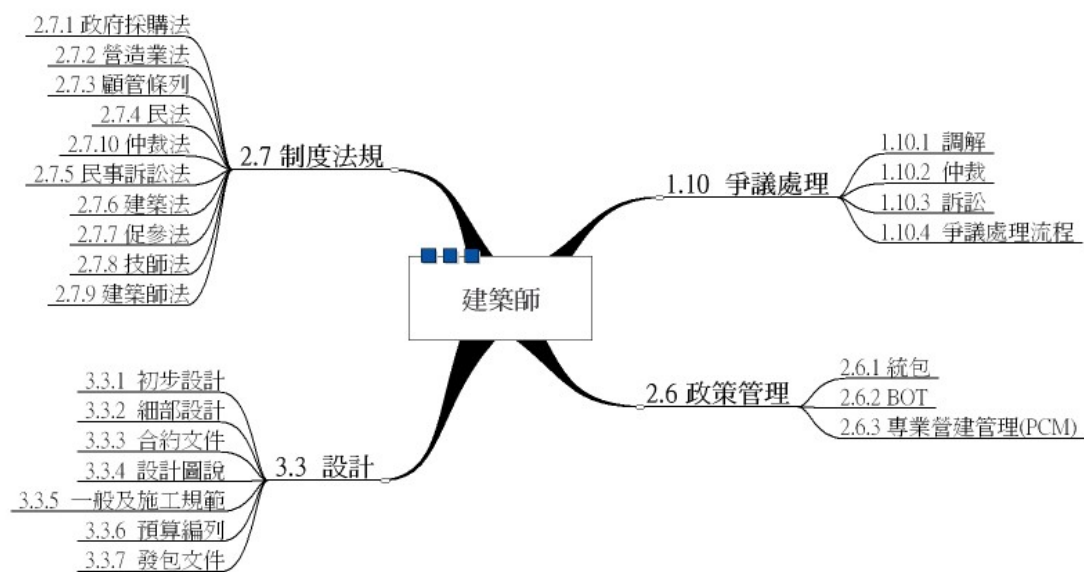 2.7.1 政府採購法
2.7.2 營造業法
2.7.3 顧管條列
2.7.4 民法
2.7.10 仲裁法
2.7.5 民事訴訟法
2.7.6 建築法
2.7.7 促參法
2.7.8 技師法
2.7.9 建築師法
2.7 制度法規
1.10 爭議處理
1.10.1 調解
1.10.2 仲裁
1.10.3 訴訟
1.10.4 爭議處理流程
建築師
3.3.1 初步設計
3.3.2 細部設計
3.3.3 合約文件
3.3.4 設計圖說
3.3.5 一般及施工規範
3.3.6 預算編列
3.3.7 發包文件
3.3 設計
2.6 政策管理
2.6.1 統包
2.6.2 BOT
2.6.3 專業營建管理(PCM)